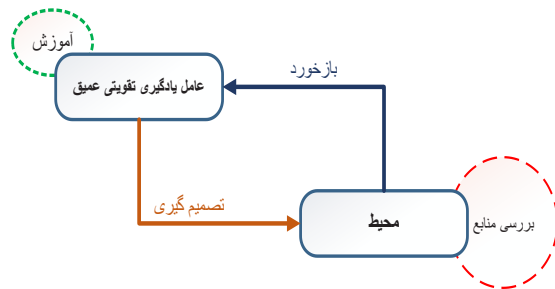 آموزش
عامل یادگیری تقویتی عمیق
بازخورد
تصمیم گیری
محیط
بررسی منابع